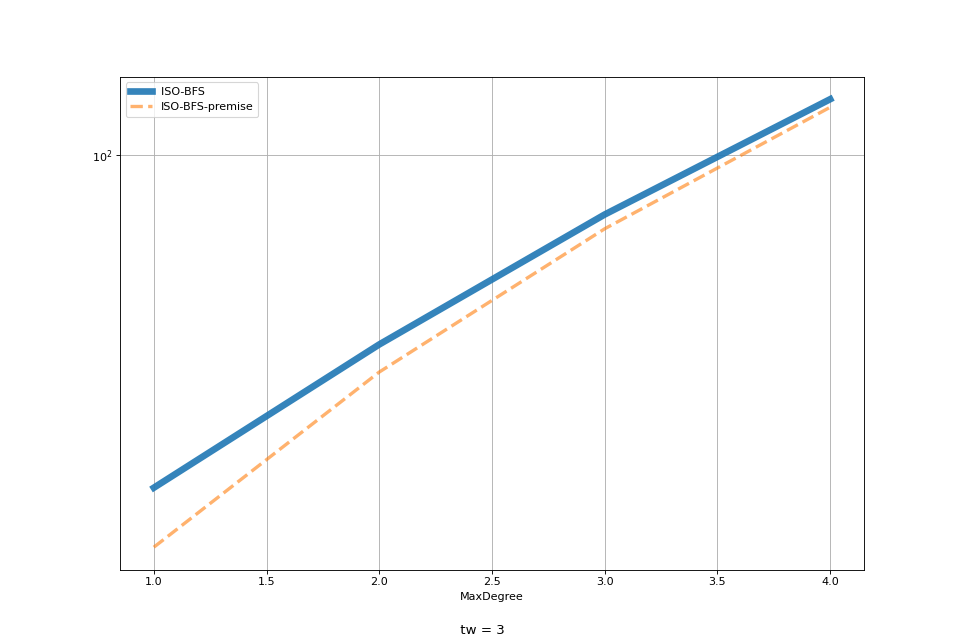 ISO-BFS
ISO-BFS-premise
10²
1.0 1.5 2.0 2.5 3.0 3.5 4.0
MaxDegree
tw = 3